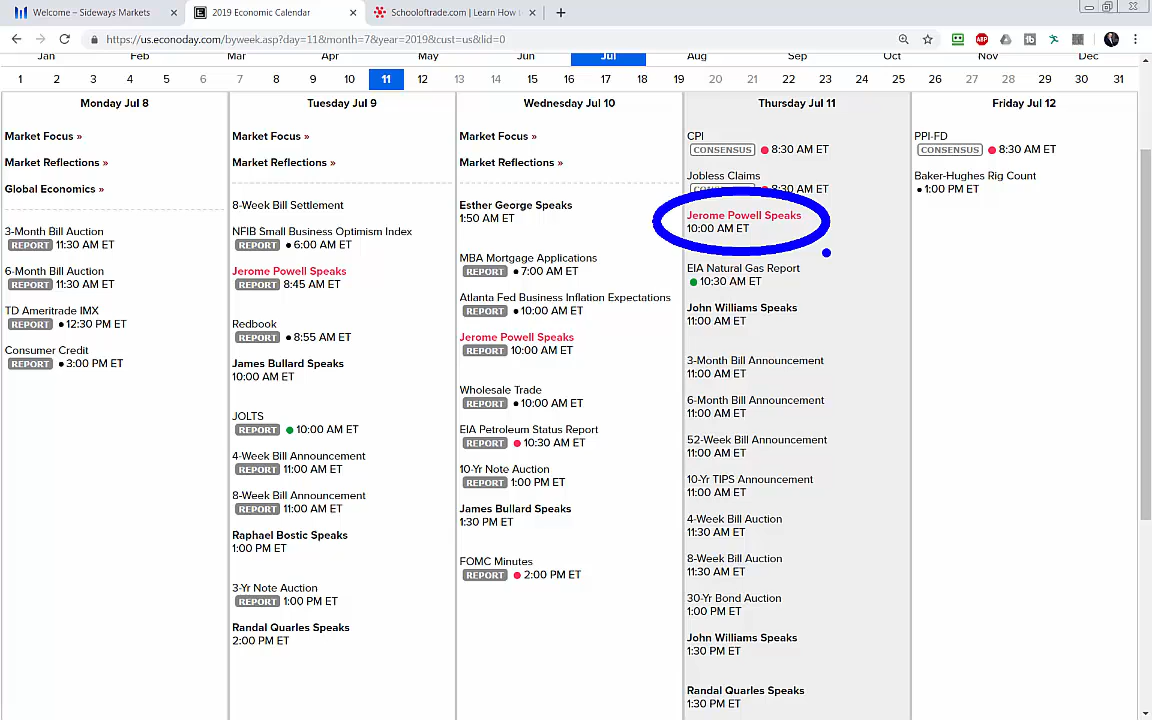 Welcome – Sideways Markets
2019 Economic Calendar
Schooloftrade.com | Learn How
https://us.econoday.com/byweek.asp?day=11&month=7&year=2019&cust=us&lid=0
Jan Feb Mar Apr May Jun Jul Aug Sep Oct Nov Dec
1 2 3 4 5 6 7 8 9 10 11 12 13 14 15 16 17 18 19 20 21 22 23 24 25 26 27 28 29 30 31
Monday Jul 8
Market Focus »
Market Reflections »
Global Economics »
3-Month Bill Auction
REPORT 11:30 AM ET
6-Month Bill Auction
REPORT 11:30 AM ET
TD Ameritrade IMX
REPORT 12:30 PM ET
Consumer Credit
REPORT 3:00 PM ET
Tuesday Jul 9
Market Focus »
Market Reflections »
8-Week Bill Settlement
NFIB Small Business Optimism Index
REPORT 6:00 AM ET
Jerome Powell Speaks
REPORT 8:45 AM ET
Redbook
REPORT 8:55 AM ET
James Bullard Speaks
10:00 AM ET
JOLTS
REPORT 10:00 AM ET
4-Week Bill Announcement
REPORT 11:00 AM ET
8-Week Bill Announcement
REPORT 11:00 AM ET
Raphael Bostic Speaks
1:00 PM ET
3-Yr Note Auction
REPORT 1:00 PM ET
Randal Quarles Speaks
2:00 PM ET
Wednesday Jul 10
Market Focus »
Market Reflections »
Esther George Speaks
1:50 AM ET
MBA Mortgage Applications
REPORT 7:00 AM ET
Atlanta Fed Business Inflation Expectations
REPORT 10:00 AM ET
Jerome Powell Speaks
REPORT 10:00 AM ET
Wholesale Trade
REPORT 10:00 AM ET
EIA Petroleum Status Report
REPORT 10:30 AM ET
10-Yr Note Auction
REPORT 1:00 PM ET
James Bullard Speaks
1:30 PM ET
FOMC Minutes
REPORT 2:00 PM ET
Thursday Jul 11
CPI
CONSENSUS 8:30 AM ET
Jobless Claims
8:30 AM ET
Jerome Powell Speaks
10:00 AM ET
EIA Natural Gas Report
10:30 AM ET
John Williams Speaks
11:00 AM ET
3-Month Bill Announcement
11:00 AM ET
6-Month Bill Announcement
11:00 AM ET
52-Week Bill Announcement
11:00 AM ET
10-Yr TIPS Announcement
11:00 AM ET
4-Week Bill Auction
11:30 AM ET
8-Week Bill Auction
11:30 AM ET
30-Yr Bond Auction
1:00 PM ET
John Williams Speaks
1:30 PM ET
Randal Quarles Speaks
1:30 PM ET
Friday Jul 12
PPI-FD
CONSENSUS 8:30 AM ET
Baker-Hughes Rig Count
1:00 PM ET